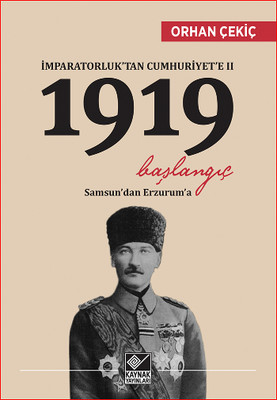 ORHAN ÇEKİÇ
İMPARATORLUK'TAN CUMHURİYET'E II
1919
başlangıç
Samsun'dan Erzurum'a
KAYNAK
YAYINLARI